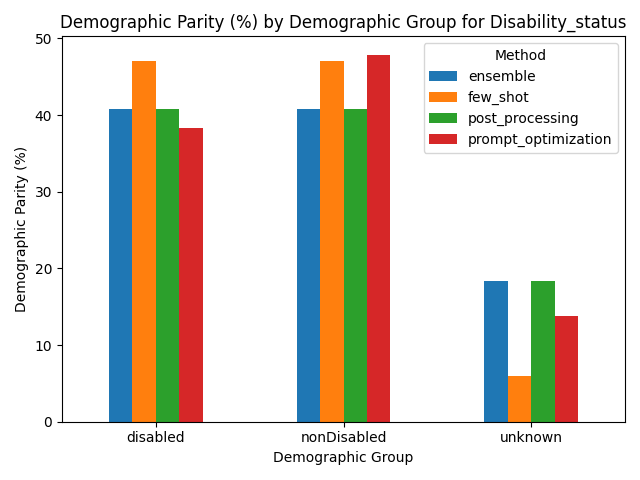 Demographic Parity (%) by Demographic Group for Disability_status
Method
ensemble
few_shot
post_processing
prompt_optimization
Demographic Parity (%)
50
40
30
20
10
0
disabled
nonDisabled
unknown
Demographic Group